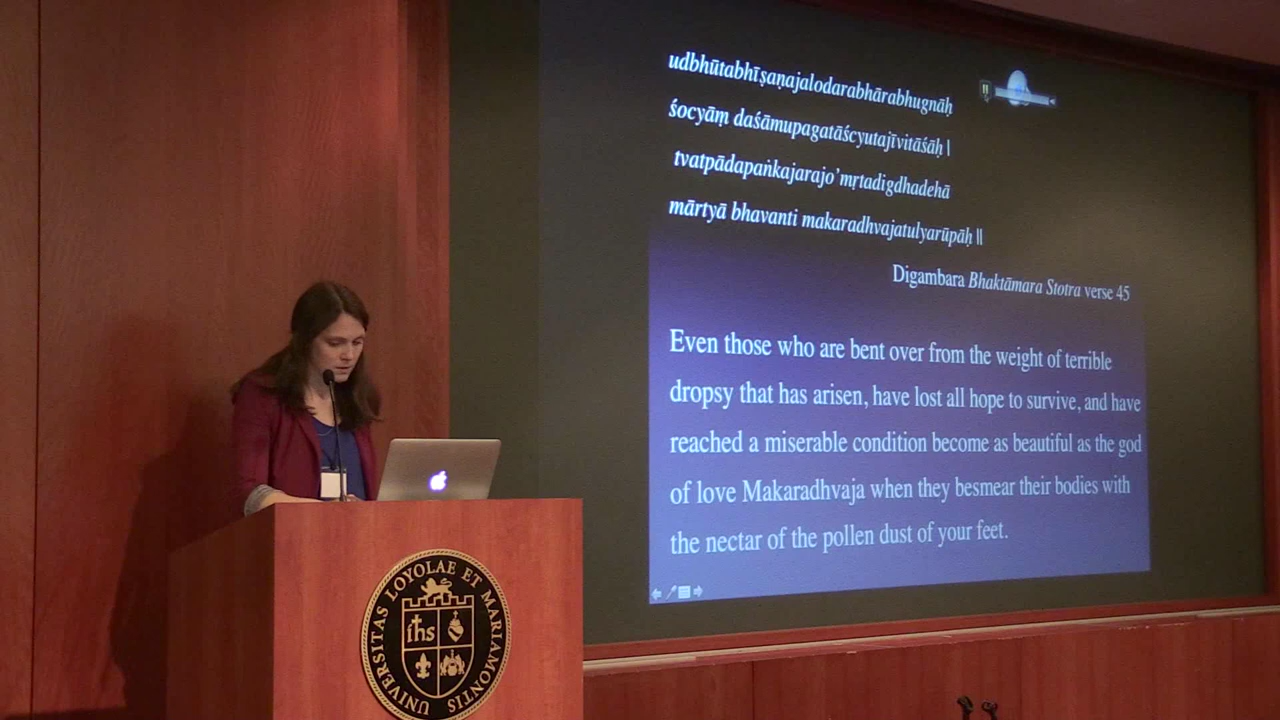 udbhūtabhīṣaṇajalodarabhārabhugnāḥ
śocyāṃ daśāmupagatāścyutajīvitāśāḥ |
tvatpādapaṅkajarajo’mṛtadigdhadehā
mārtyā bhavanti makaradhvajatulyarūpāḥ ||
Digambara Bhaktāmara Stotra verse 45
Even those who are bent over from the weight of terrible
dropsy that has arisen, have lost all hope to survive, and have
reached a miserable condition become as beautiful as the god
of love Makaradhvaja when they besmear their bodies with
the nectar of the pollen dust of your feet.
UNIVERSITAS LOYOLAE ET MARIAMONTIS
ihs